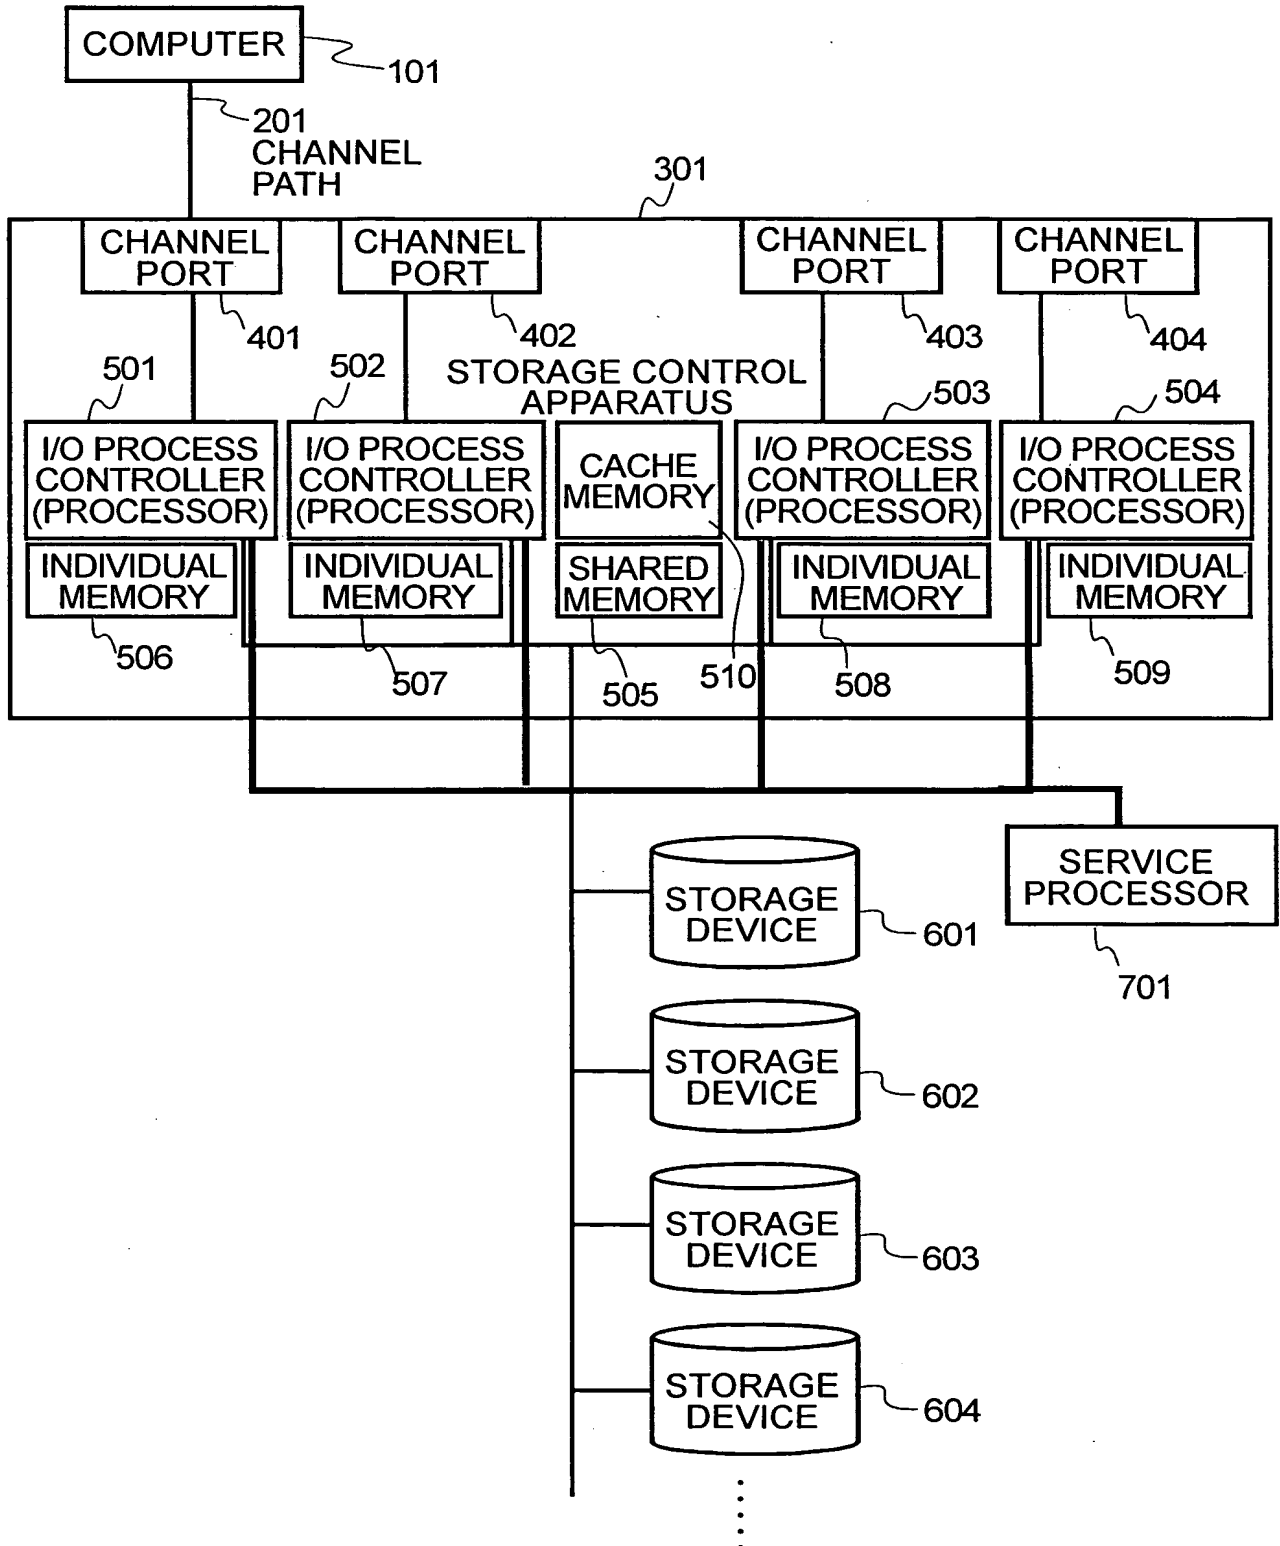 COMPUTER
101
201
CHANNEL
PATH
301
CHANNEL
PORT
CHANNEL
PORT
CHANNEL
PORT
CHANNEL
PORT
401
402
403
404
501
502
STORAGE CONTROL
APPARATUS
503
504
I/O PROCESS
CONTROLLER
(PROCESSOR)
I/O PROCESS
CONTROLLER
(PROCESSOR)
CACHE
MEMORY
I/O PROCESS
CONTROLLER
(PROCESSOR)
I/O PROCESS
CONTROLLER
(PROCESSOR)
INDIVIDUAL
MEMORY
INDIVIDUAL
MEMORY
SHARED
MEMORY
INDIVIDUAL
MEMORY
INDIVIDUAL
MEMORY
506
507
505
510
508
509
SERVICE
PROCESSOR
701
STORAGE
DEVICE
601
STORAGE
DEVICE
602
STORAGE
DEVICE
603
STORAGE
DEVICE
604